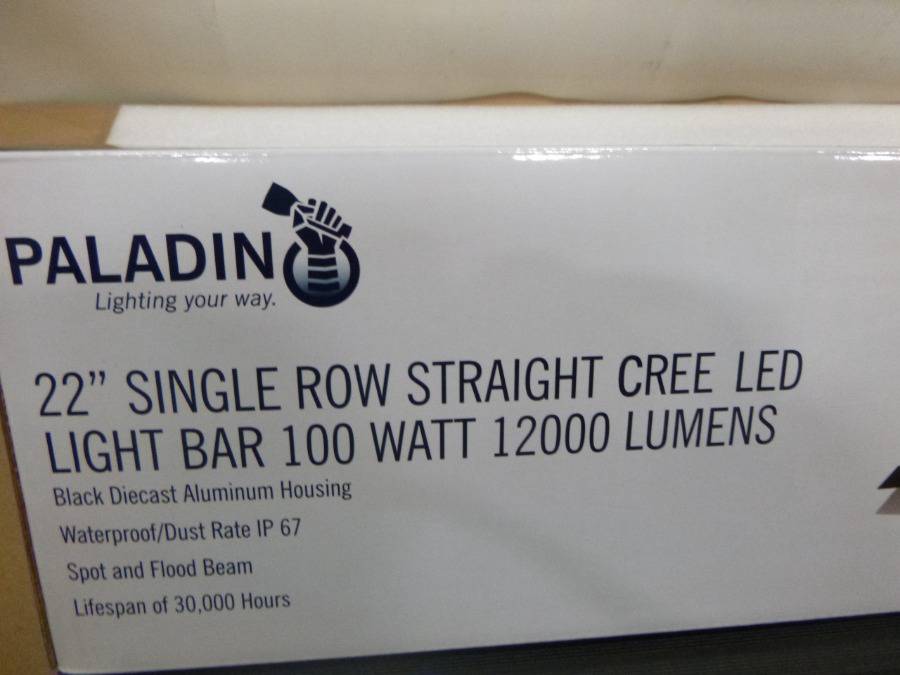 PALADIN
Lighting your way.
22” SINGLE ROW STRAIGHT CREE LED
LIGHT BAR 100 WATT 12000 LUMENS
Black Diecast Aluminum Housing
Waterproof/Dust Rate IP 67
Spot and Flood Beam
Lifespan of 30,000 Hours